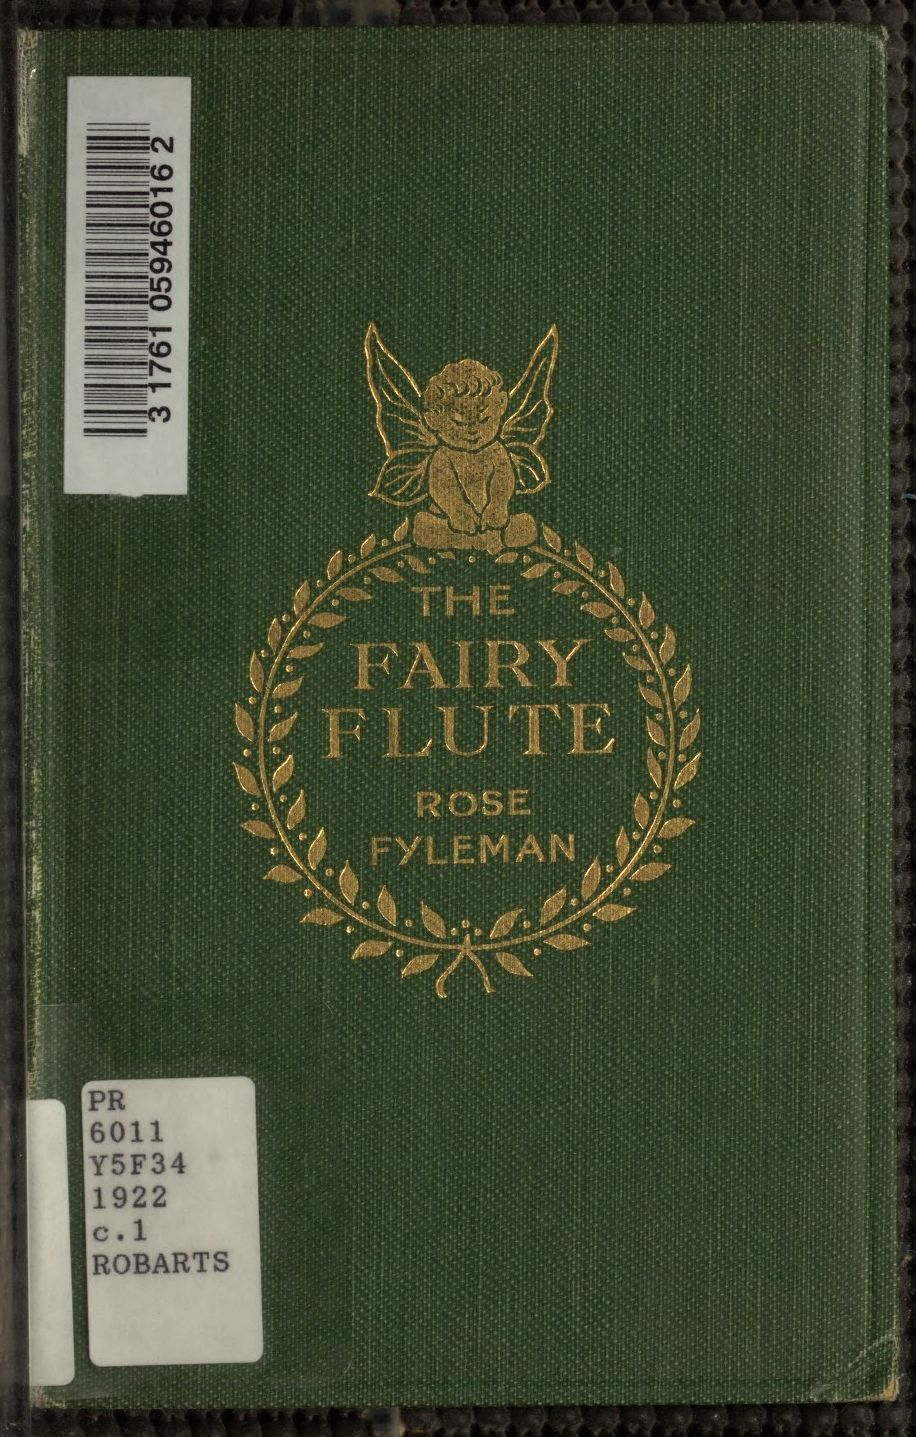 3 1761 05946016 2
THE
FAIRY
FLUTE
ROSE
FYLEMAN
PR
6011
Y5F34
1922
c.1
ROBARTS